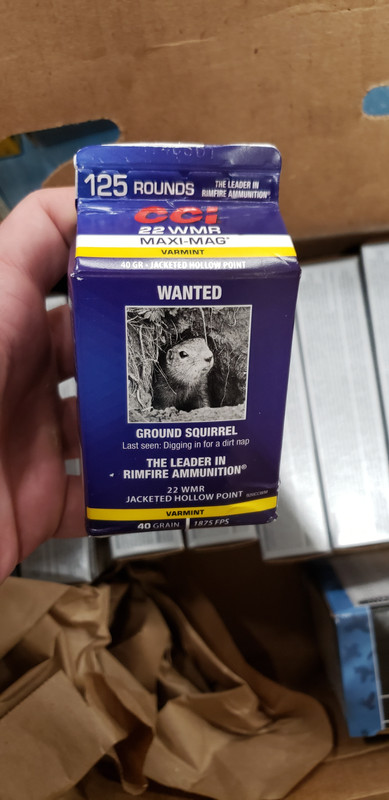 125 ROUNDS
THE LEADER IN
RIMFIRE AMMUNITION®
CCI
22 WMR
MAXI-MAG®
VARMINT
40 GR • JACKETED HOLLOW POINT
WANTED
GROUND SQUIRREL
Last seen: Digging in for a dirt nap
THE LEADER IN
RIMFIRE AMMUNITION®
22 WMR
JACKETED HOLLOW POINT
VARMINT
40 GRAIN | 1875 FPS